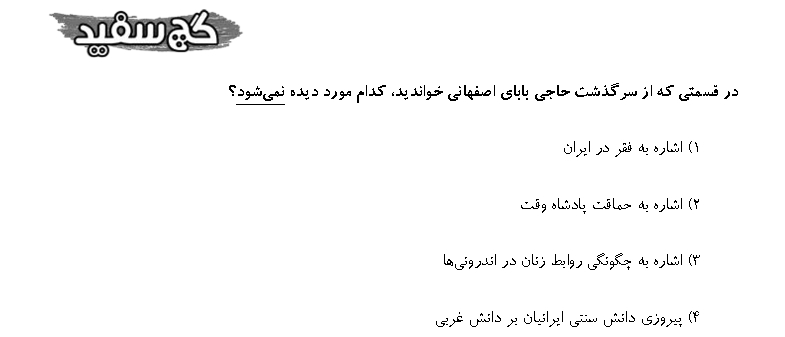 گچ سفید
در قسمتی که از سرگذشت حاجی بابای اصفهانی خواندید، کدام مورد دیده نمی‌شود؟
۱) اشاره به فقر در ایران
۲) اشاره به حماقت پادشاه وقت
۳) اشاره به چگونگی روابط زنان در اندرونی‌ها
۴) پیروزی دانش سنتی ایرانیان بر دانش غربی